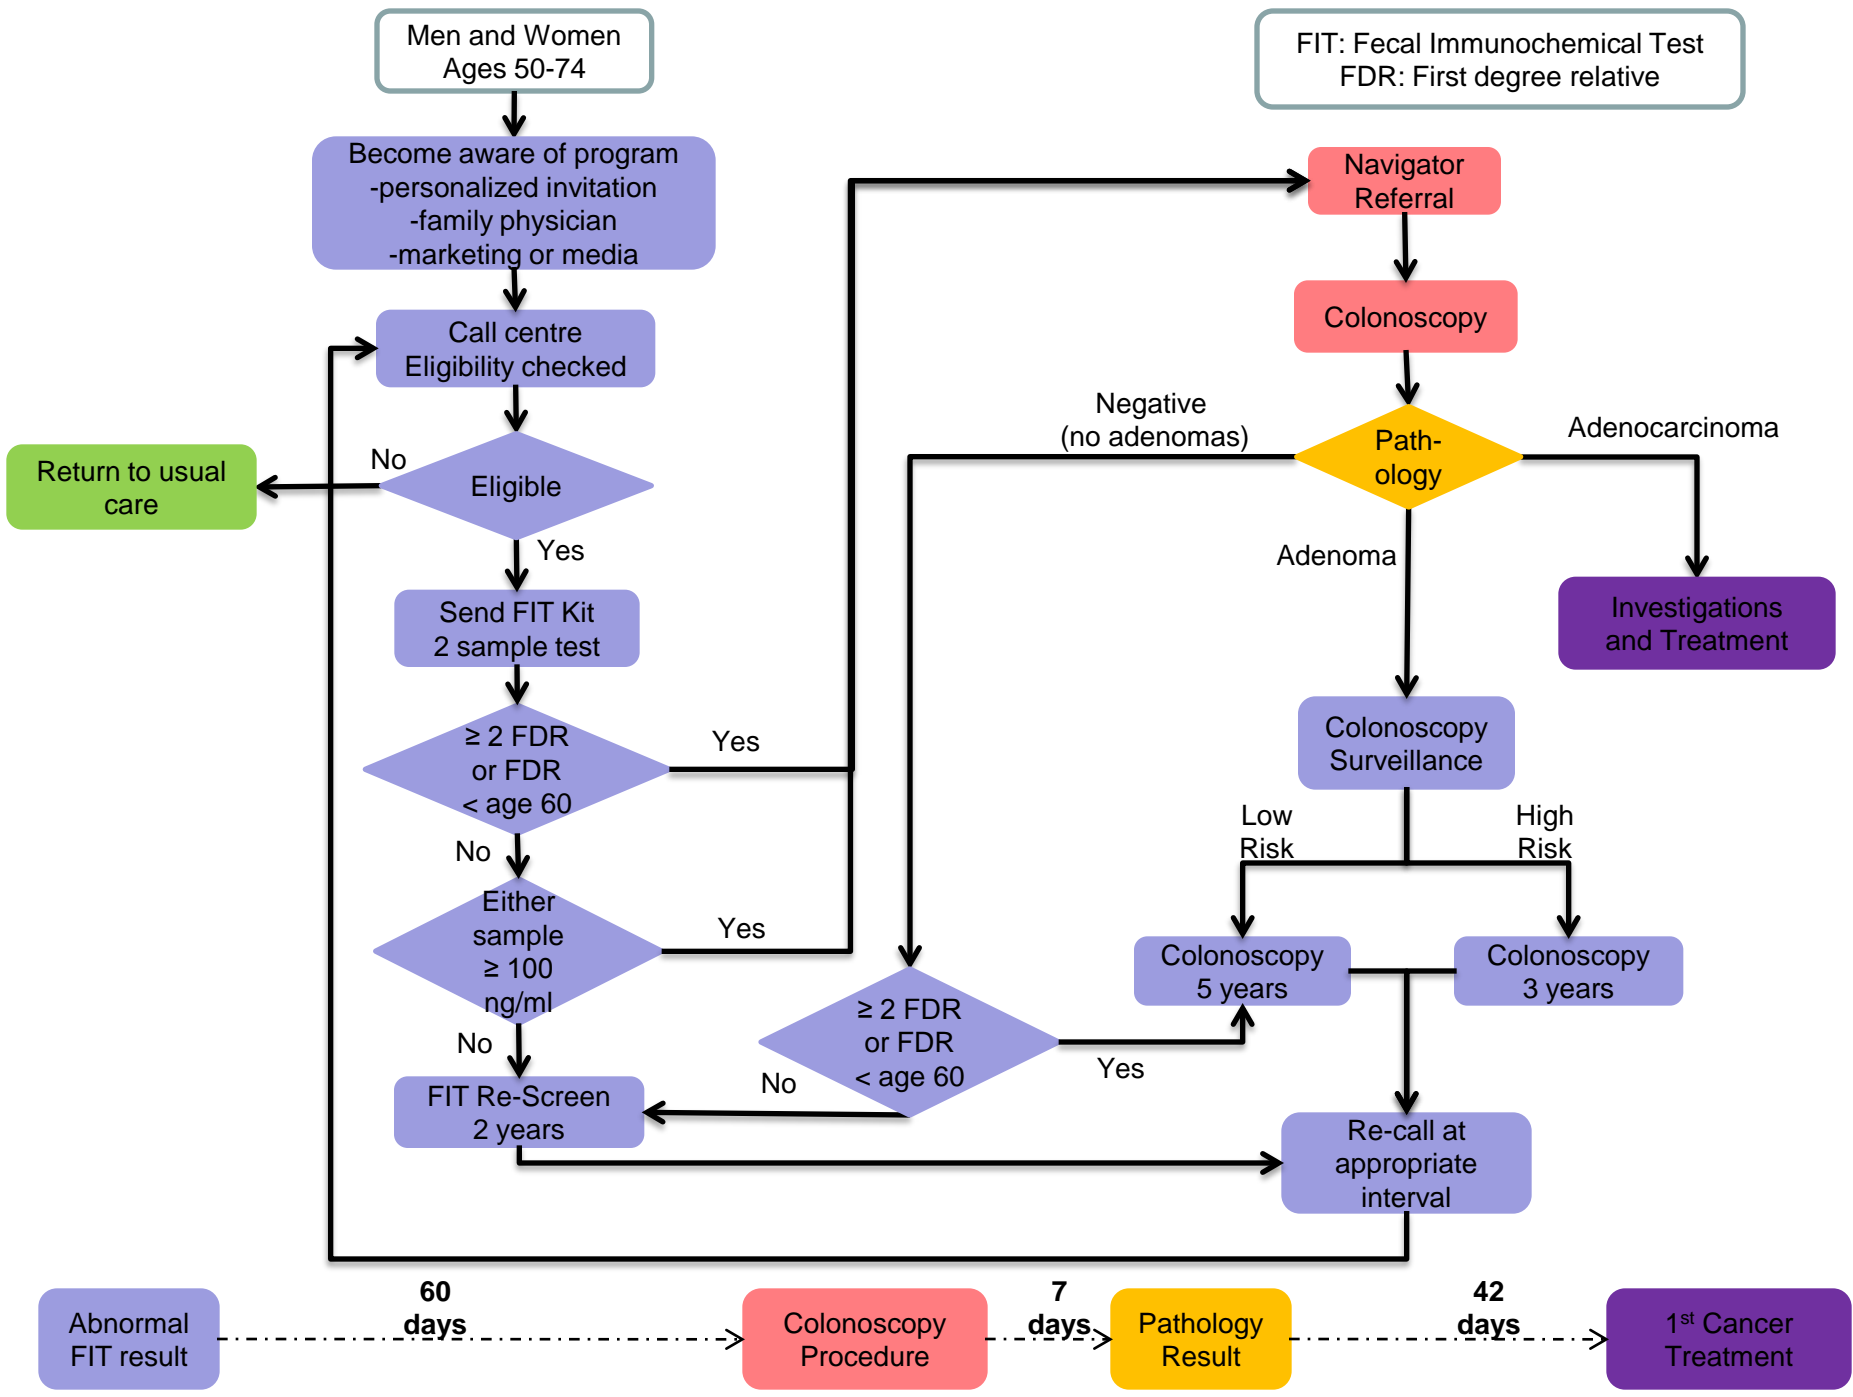 Men and Women
Ages 50-74
FIT: Fecal Immunochemical Test
FDR: First degree relative
Become aware of program
-personalized invitation
-family physician
-marketing or media
Navigator
Referral
Call centre
Eligibility checked
Colonoscopy
Negative
(no adenomas)
Path-
ology
Adenocarcinoma
Return to usual
care
No
Eligible
Yes
Adenoma
Send FIT Kit
2 sample test
Investigations
and Treatment
≥ 2 FDR
or FDR
< age 60
Yes
Colonoscopy
Surveillance
No
Low
Risk
High
Risk
Either
sample
≥ 100
ng/ml
Yes
Colonoscopy
5 years
Colonoscopy
3 years
No
≥ 2 FDR
or FDR
< age 60
Yes
No
FIT Re-Screen
2 years
Re-call at
appropriate
interval
Abnormal
FIT result
60
days
Colonoscopy
Procedure
7
days
Pathology
Result
42
days
1st Cancer
Treatment